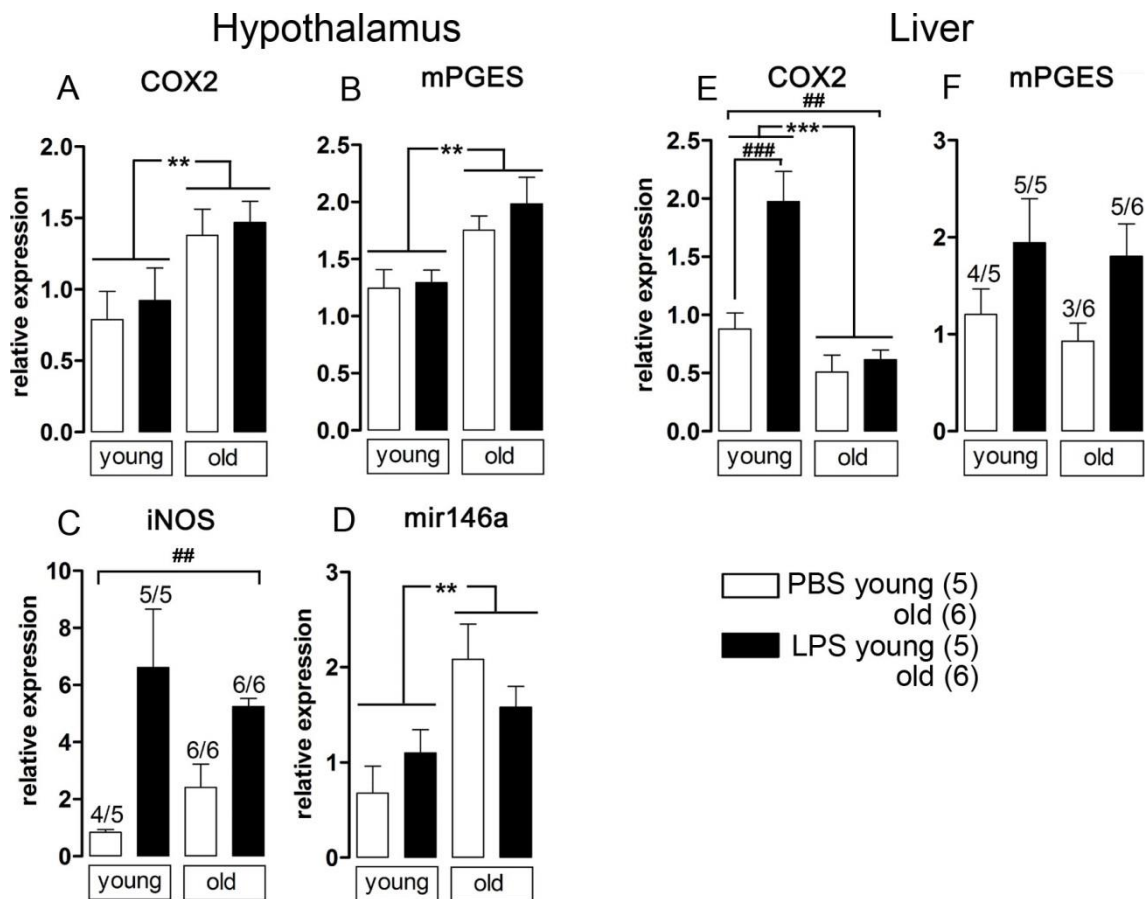 Hypothalamus
Liver
A COX2
B mPGES
E COX2
F mPGES
relative expression
2.0
1.5
1.0
0.5
0.0
**
young old
2.5
2.0
1.5
1.0
0.5
0.0
**
young old
relative expression
2.5
2.0
1.5
1.0
0.5
0.0
##
***
###
young old
3
2
1
0
4/5
5/5
3/6
5/6
young old
C iNOS
D mir146a
relative expression
10
8
6
4
2
0
##
4/5
5/5
6/6
6/6
young old
relative expression
3
2
1
0
**
young old
PBS young (5)
old (6)
LPS young (5)
old (6)